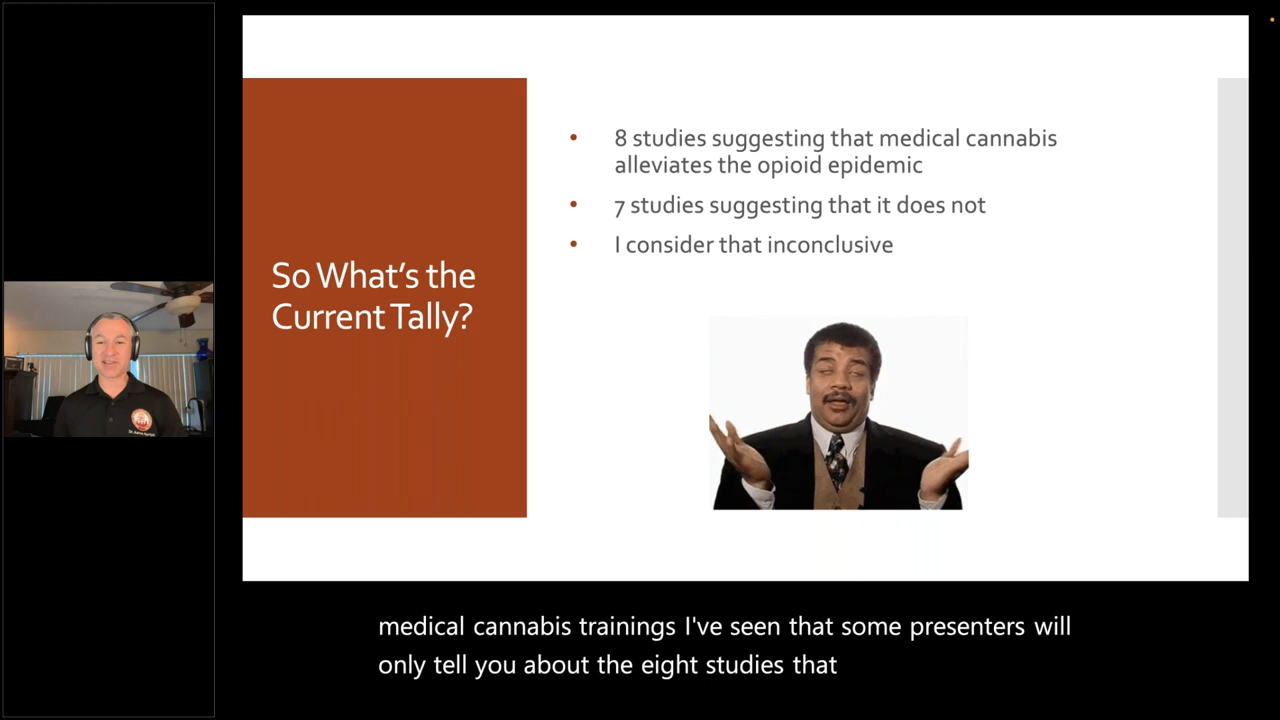 So What's the
Current Tally?
• 8 studies suggesting that medical cannabis
alleviates the opioid epidemic
• 7 studies suggesting that it does not
• I consider that inconclusive
medical cannabis trainings I've seen that some presenters will
only tell you about the eight studies that